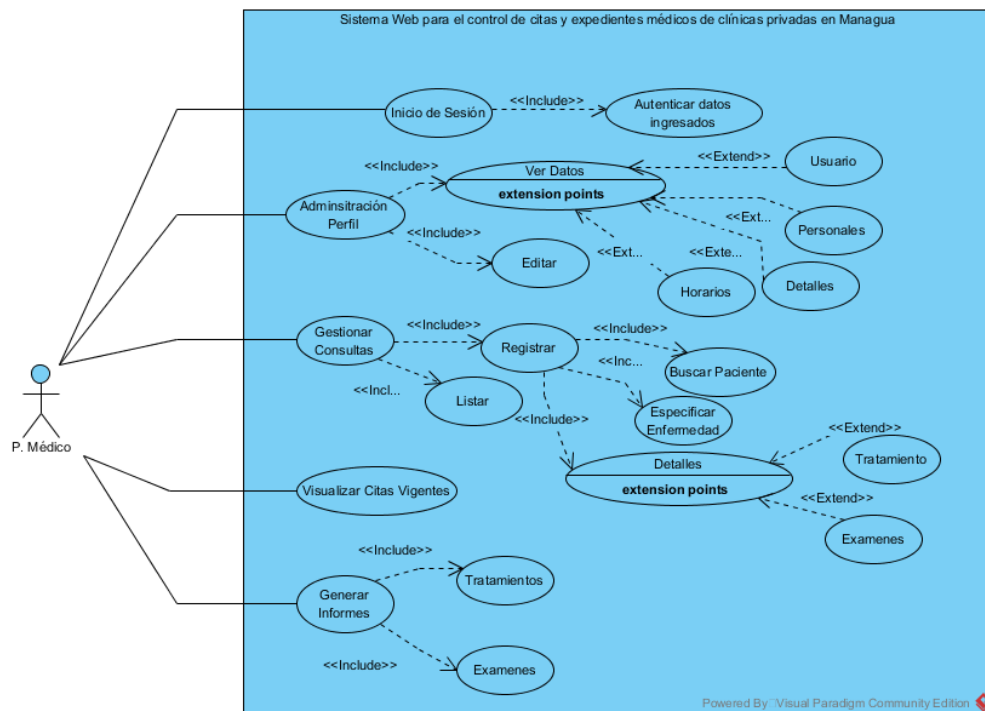 Sistema Web para el control de citas y expedientes médicos de clínicas privadas en Managua
Inicio de Sesión
<<Include>>
Autenticar datos
ingresados
<<Include>>
Ver Datos
extension points
<<Extend>>
Usuario
Adminsitración
Perfil
<<Include>>
Editar
<<Ext...
Personales
<<Exte...
Detalles
<<Ext...
Horarios
Gestionar
Consultas
<<Include>>
Registrar
<<Include>>
Buscar Paciente
<<Incl...
Listar
<<Inc...
Especificar
Enfermedad
<<Include>>
Detalles
extension points
<<Extend>>
Tratamiento
<<Extend>>
Examenes
P. Médico
Visualizar Citas Vigentes
Generar
Informes
<<Include>>
Tratamientos
<<Include>>
Examenes
Powered By Visual Paradigm Community Edition